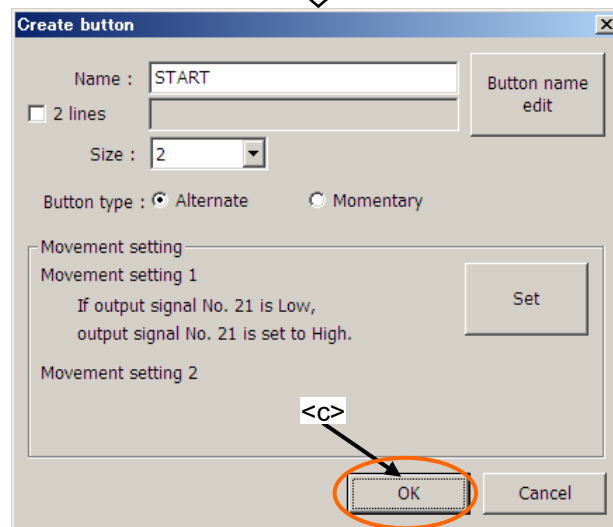 Create button
Name : START
Button name
edit
2 lines
Size : 2
Button type : Alternate Momentary
Movement setting
Movement setting 1
If output signal No. 21 is Low,
output signal No. 21 is set to High.
Set
Movement setting 2
<c>
OK Cancel